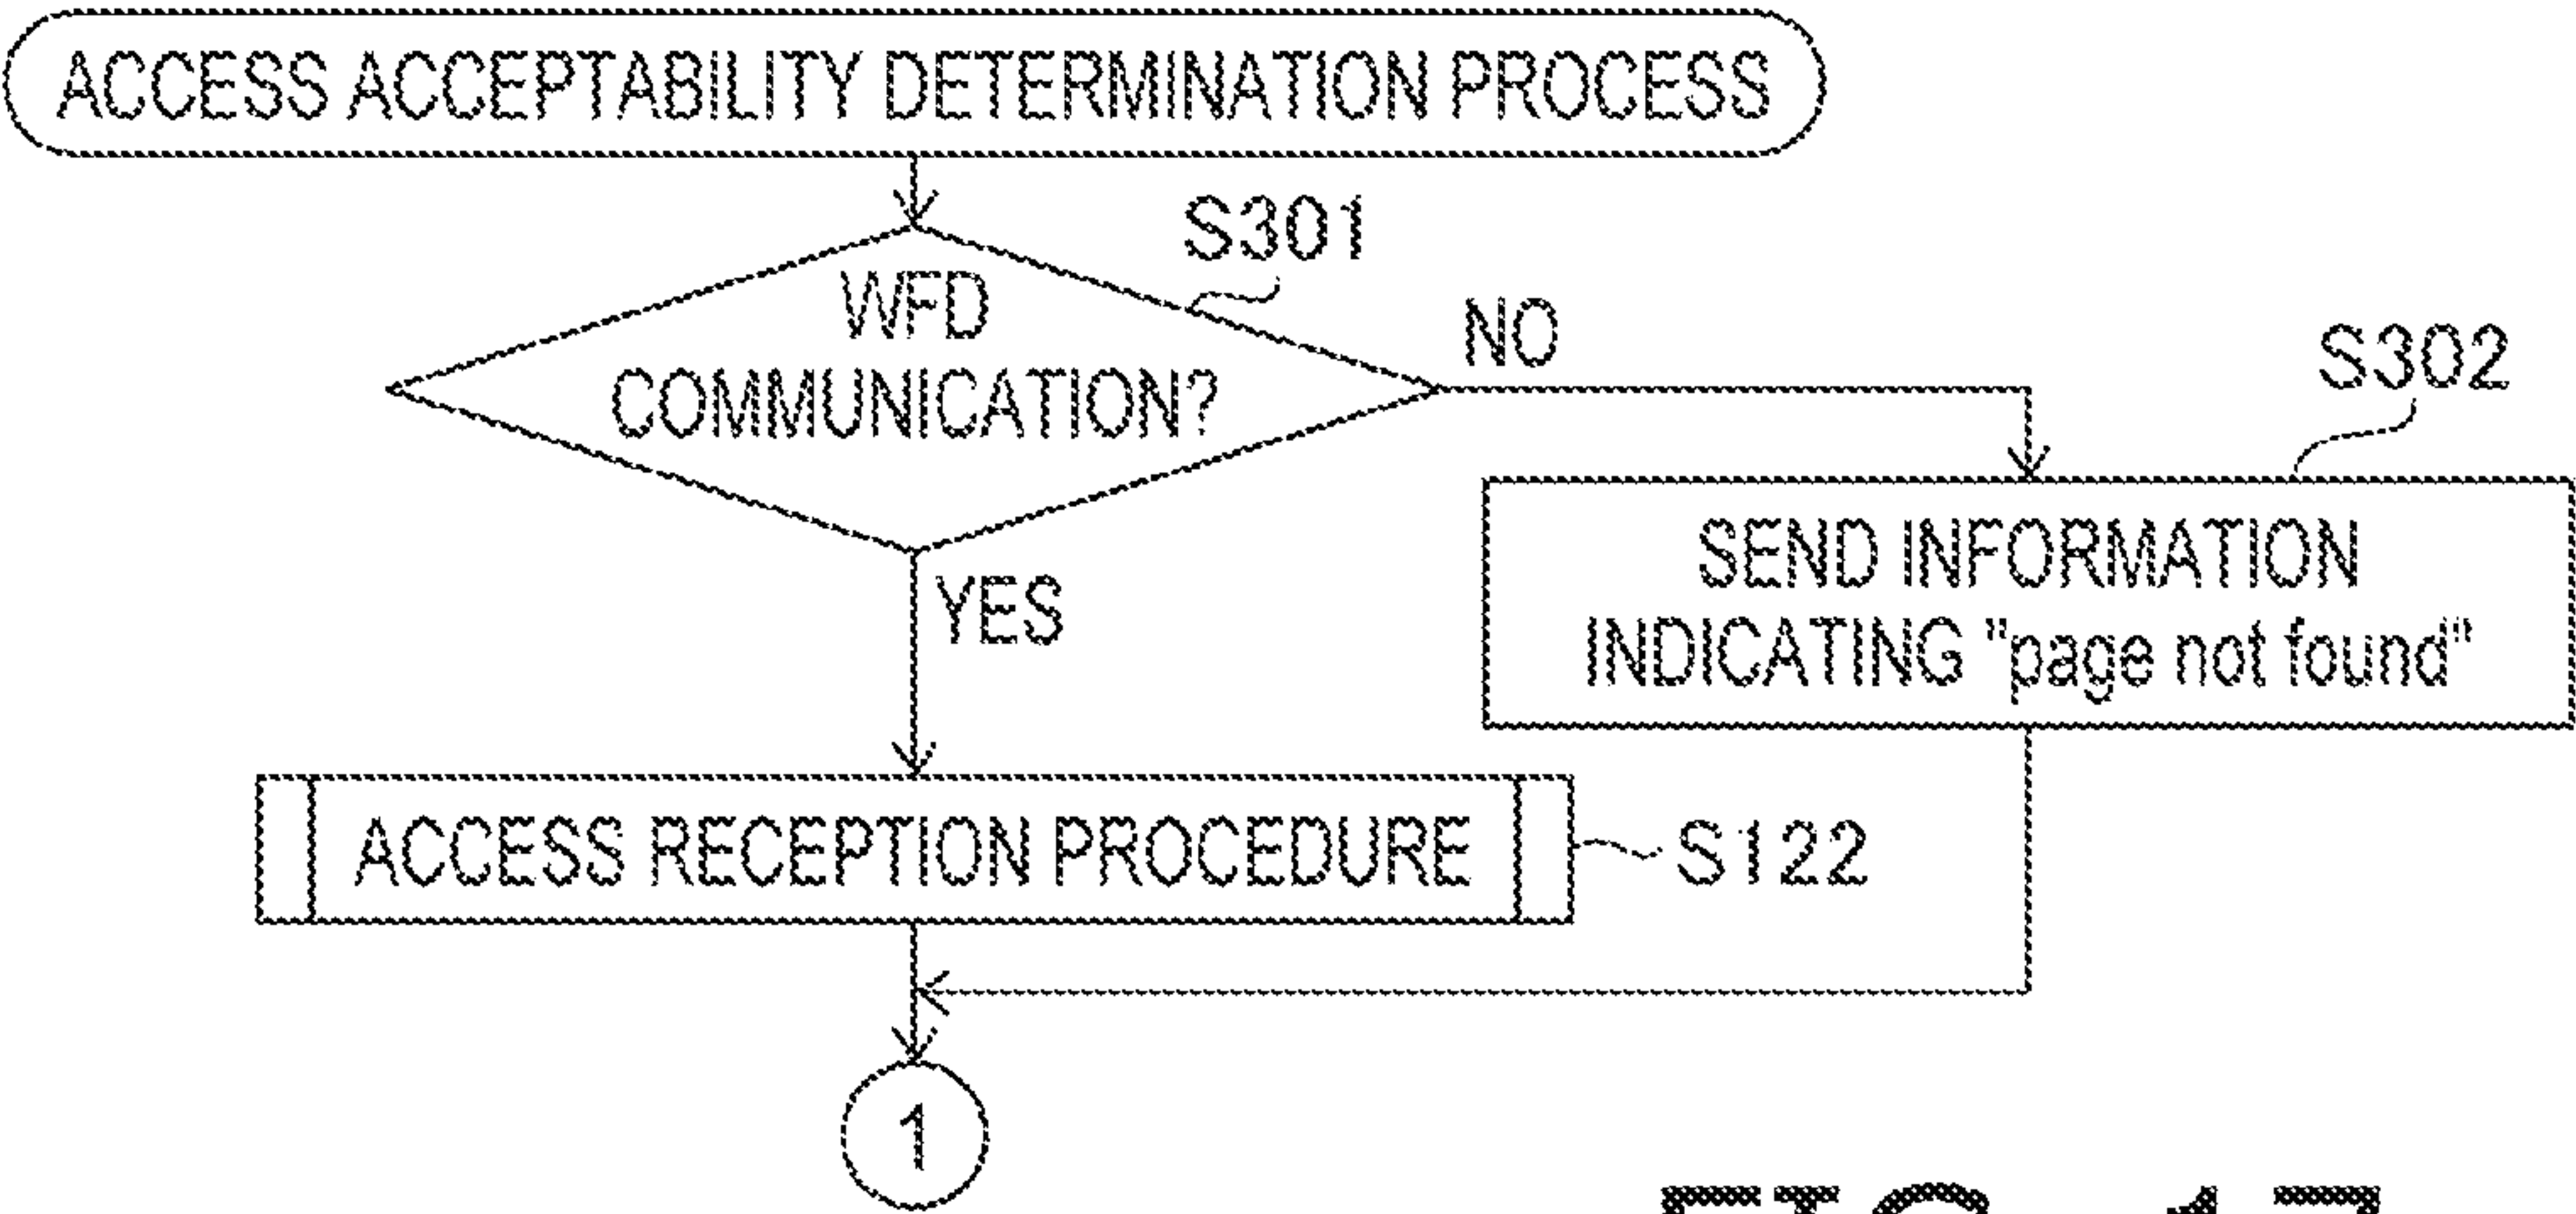 ACCESS ACCEPTABILITY DETERMINATION PROCESS
S301
WFD
COMMUNICATION?
NO
S302
SEND INFORMATION
INDICATING "page not found"
YES
ACCESS RECEPTION PROCEDURE
S122
1